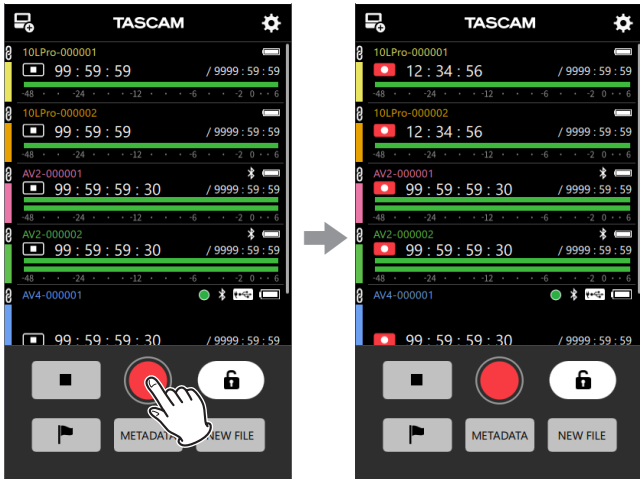 TASCAM
10LPro-000001
99 : 59 : 59 / 9999 : 59 : 59
-48 -24 -12 -6 -2 0 6
10LPro-000002
99 : 59 : 59 / 9999 : 59 : 59
-48 -24 -12 -6 -2 0 6
AV2-000001
99 : 59 : 59 : 30 / 9999 : 59 : 59
-48 -24 -12 -6 -2 0 6
AV2-000002
99 : 59 : 59 : 30 / 9999 : 59 : 59
-48 -24 -12 -6 -2 0 6
AV4-000001
99 : 59 : 59 : 30 / 9999 : 59 : 59
METADATA NEW FILE
TASCAM
10LPro-000001
12 : 34 : 56 / 9999 : 59 : 59
-48 -24 -12 -6 -2 0 6
10LPro-000002
12 : 34 : 56 / 9999 : 59 : 59
-48 -24 -12 -6 -2 0 6
AV2-000001
99 : 59 : 59 : 30 / 9999 : 59 : 59
-48 -24 -12 -6 -2 0 6
AV2-000002
99 : 59 : 59 : 30 / 9999 : 59 : 59
-48 -24 -12 -6 -2 0 6
AV4-000001
99 : 59 : 59 : 30 / 9999 : 59 : 59
METADATA NEW FILE